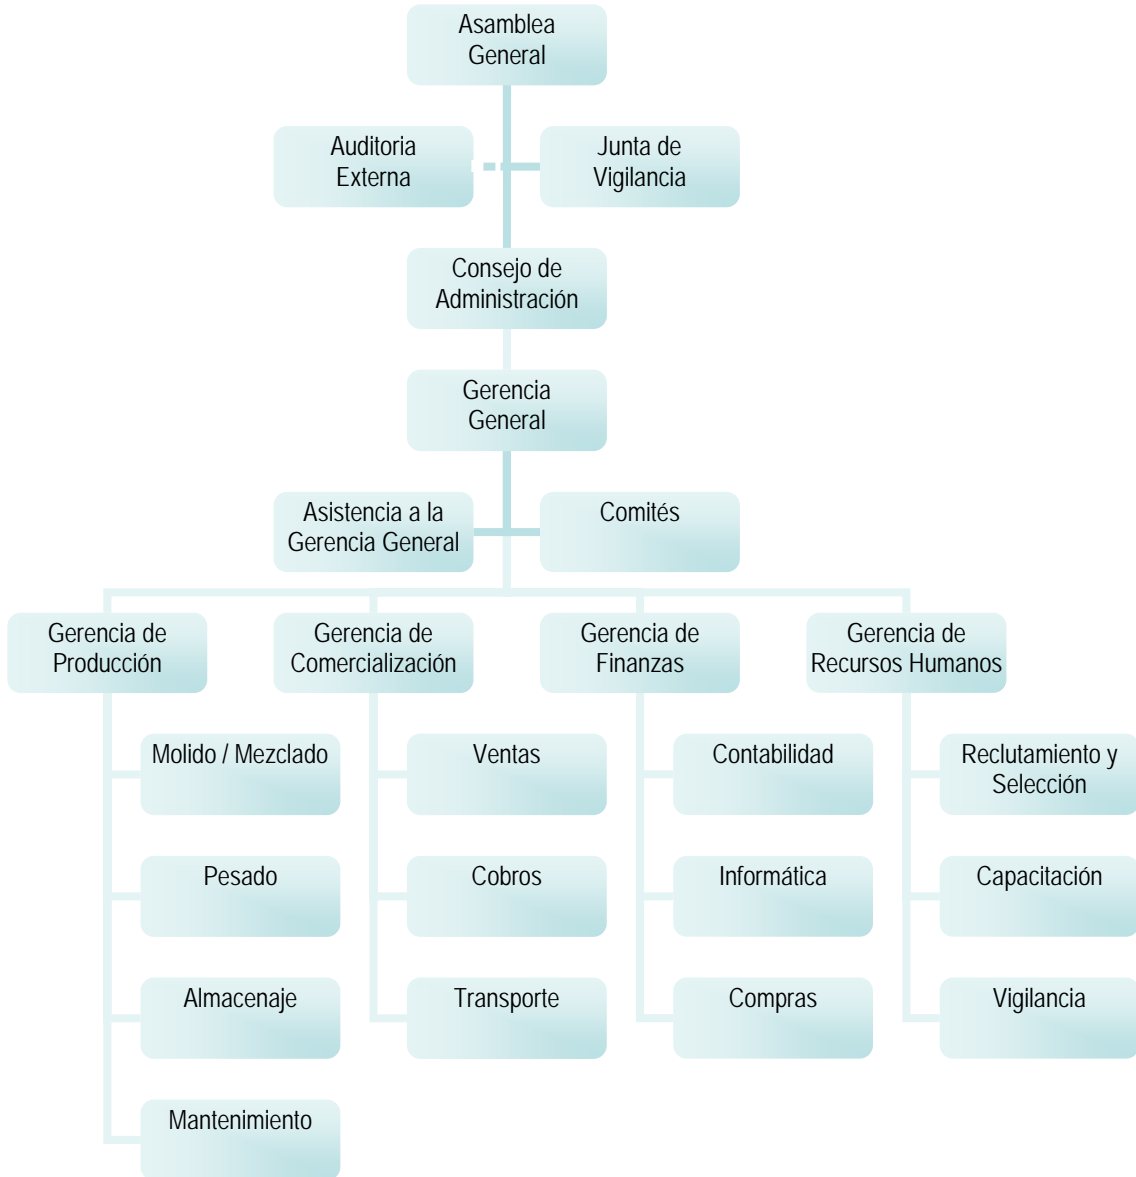 Asamblea
General
Auditoria
Externa
Junta de
Vigilancia
Consejo de
Administración
Gerencia
General
Asistencia a la
Gerencia General
Comités
Gerencia de
Producción
Gerencia de
Comercialización
Gerencia de
Finanzas
Gerencia de
Recursos Humanos
Molido / Mezclado
Ventas
Contabilidad
Reclutamiento y
Selección
Pesado
Cobros
Informática
Capacitación
Almacenaje
Transporte
Compras
Vigilancia
Mantenimiento